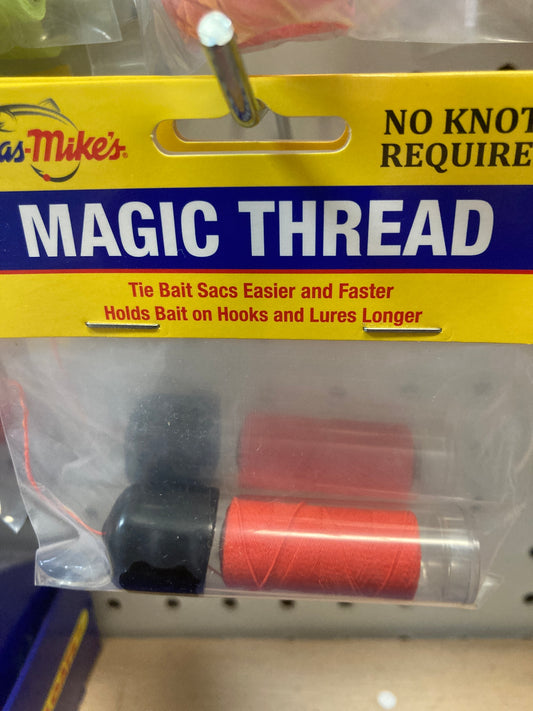 as-Mike's®
NO KNOT
REQUIRE
MAGIC THREAD
Tie Bait Sacs Easier and Faster
Holds Bait on Hooks and Lures Longer